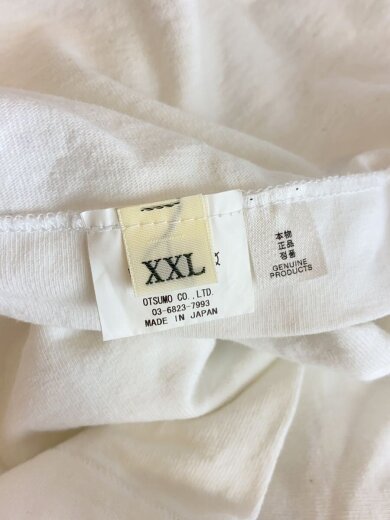 XXL
OTSUMO CO.,LTD.
03-6823-7993
MADE IN JAPAN
本物
正品
정품
GENUINE
PRODUCTS